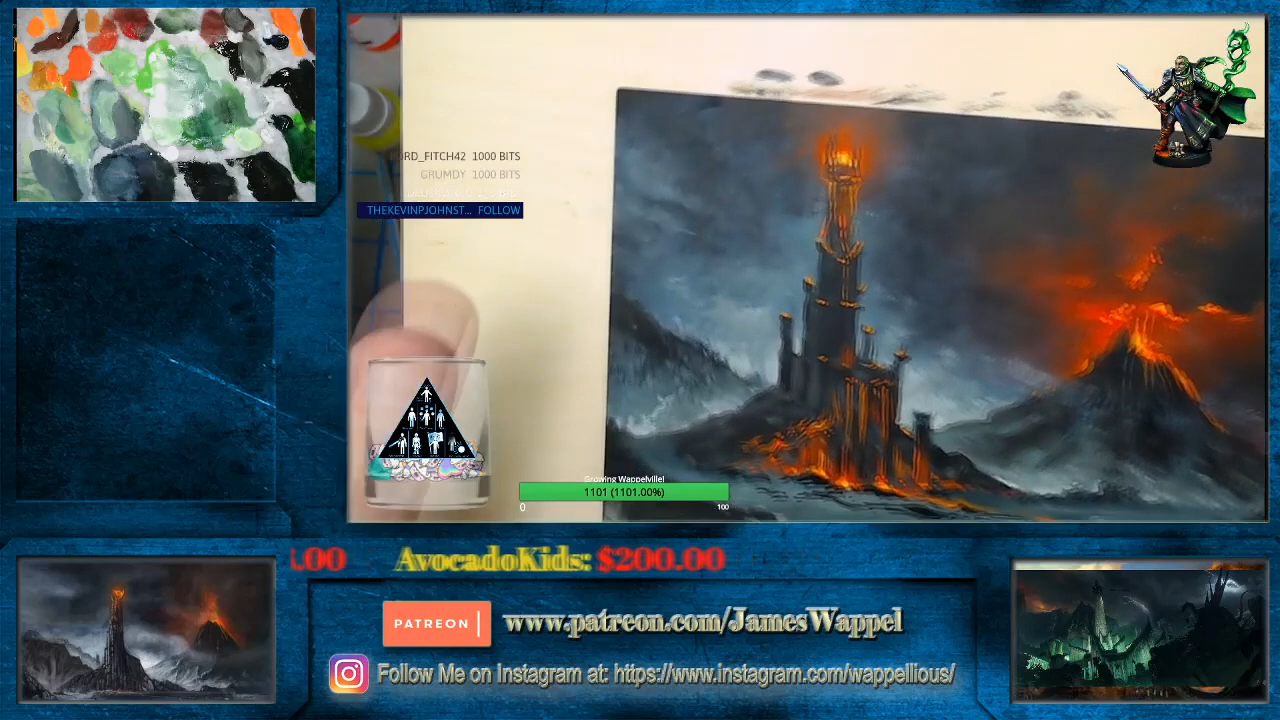 1000 BITS
GRUMDY 1000 BITS
THEKEVINPJOHNST... FOLLOW
Growing Wappelville!
1101 (1101.00%)
0 100
.00 AvocadoKids: $200.00
PATREON www.patreon.com/JamesWappel
Follow Me on Instagram at: https://www.instagram.com/wappellious/